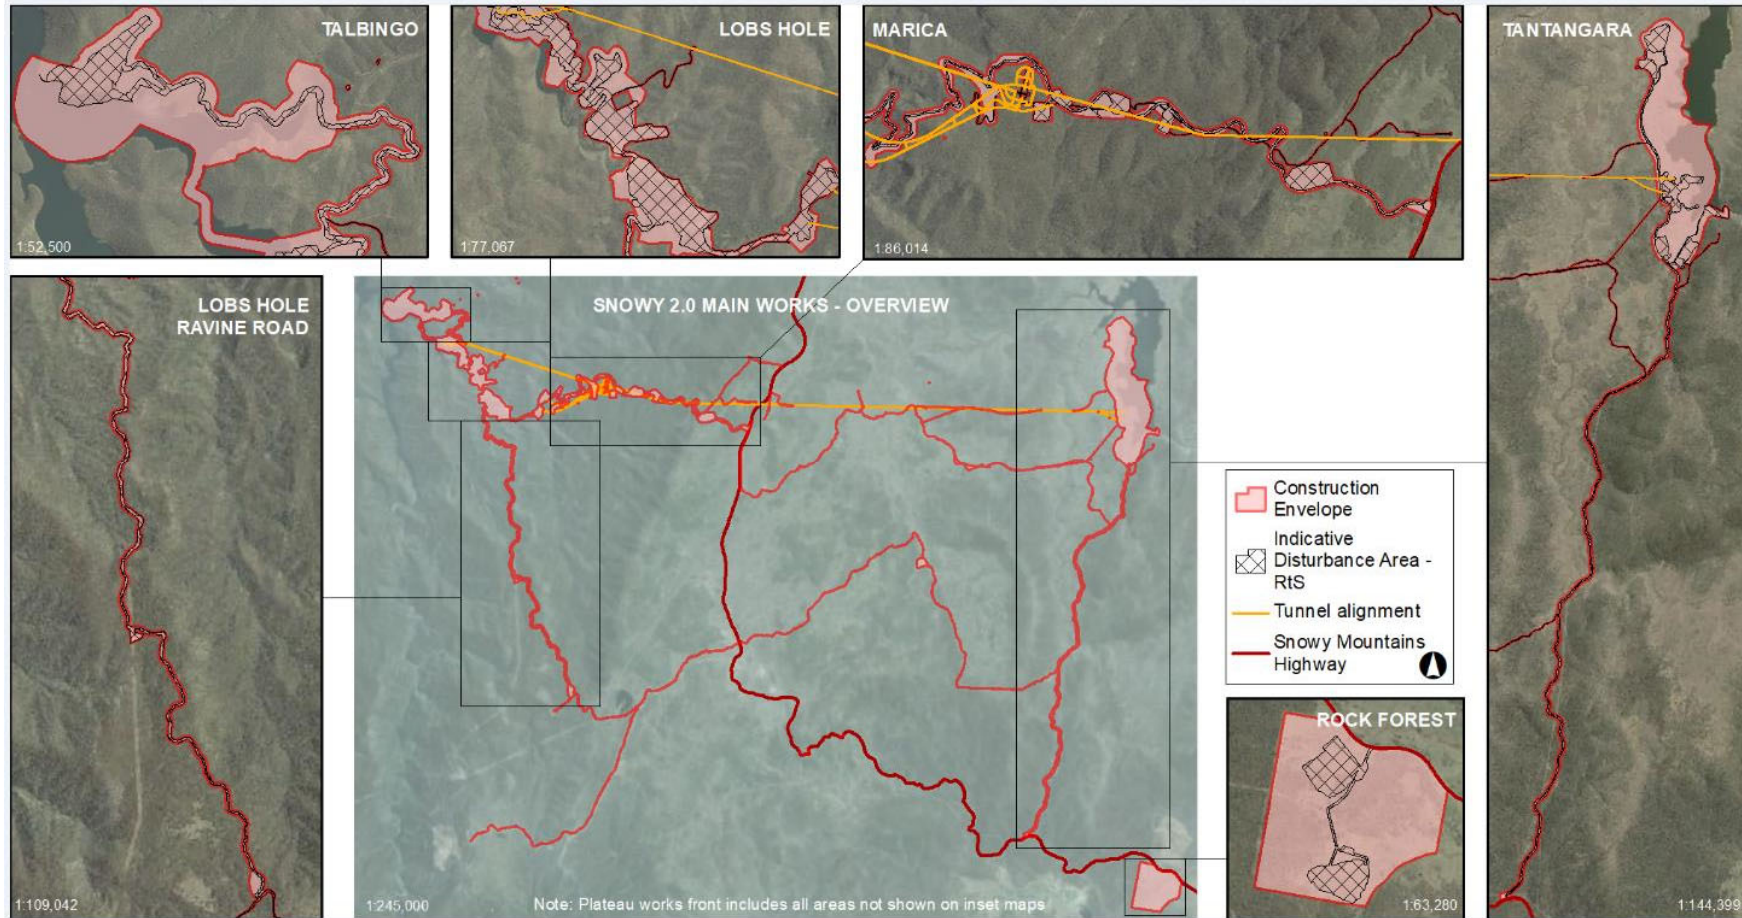 TALBINGO
1:52,500
LOBS HOLE
1:77,067
MARICA
1:86,014
TANTANGARA
1:144,399
LOBS HOLE
RAVINE ROAD
1:109,042
SNOWY 2.0 MAIN WORKS - OVERVIEW
1:245,000
Note: Plateau works front includes all areas not shown on inset maps
Construction
Envelope
Indicative
Disturbance Area -
RtS
Tunnel alignment
Snowy Mountains
Highway
ROCK FOREST
1:63,280